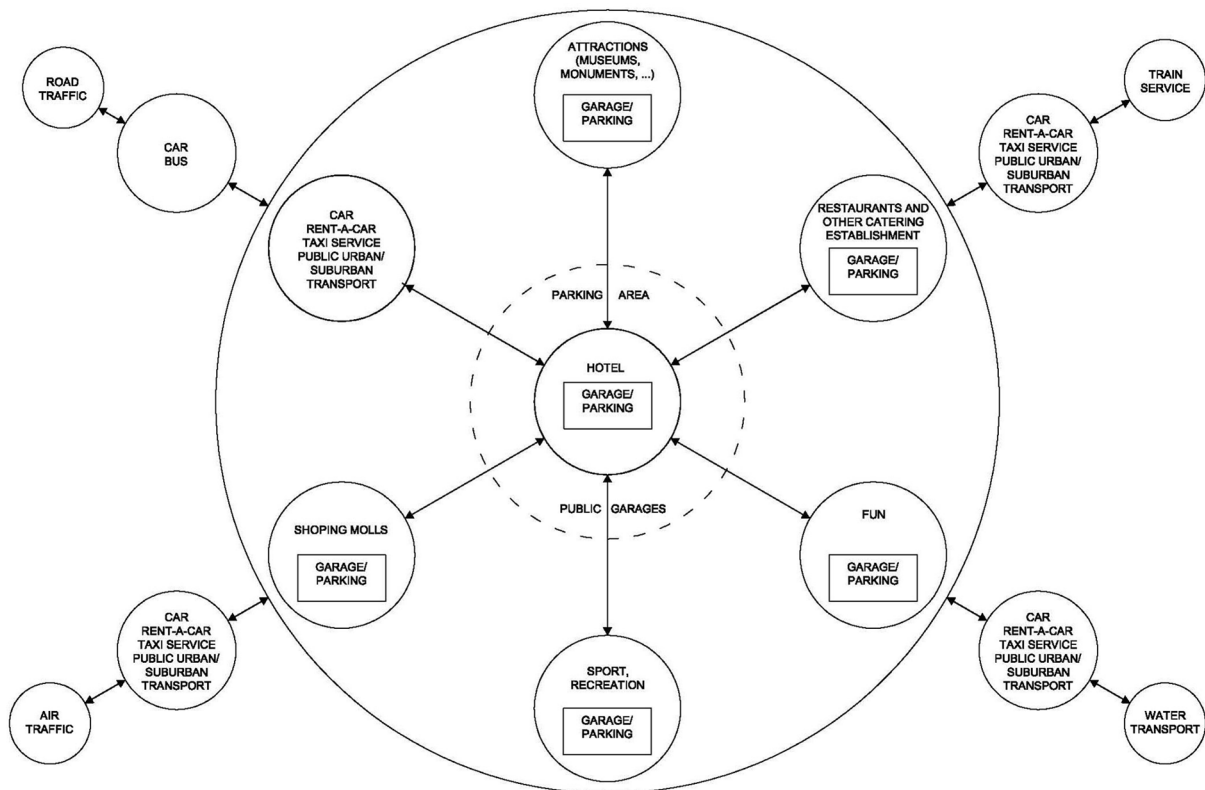 ROAD
TRAFFIC
CAR
BUS
ATTRACTIONS
(MUSEUMS,
MONUMENTS, ...)
GARAGE/
PARKING
TRAIN
SERVICE
CAR
RENT-A-CAR
TAXI SERVICE
PUBLIC URBAN/
SUBURBAN
TRANSPORT
CAR
RENT-A-CAR
TAXI SERVICE
PUBLIC URBAN/
SUBURBAN
TRANSPORT
RESTAURANTS AND
OTHER CATERING
ESTABLISHMENT
GARAGE/
PARKING
PARKING AREA
HOTEL
GARAGE/
PARKING
PUBLIC GARAGES
SHOPING MOLLS
GARAGE/
PARKING
FUN
GARAGE/
PARKING
CAR
RENT-A-CAR
TAXI SERVICE
PUBLIC URBAN/
SUBURBAN
TRANSPORT
AIR
TRAFFIC
SPORT,
RECREATION
GARAGE/
PARKING
CAR
RENT-A-CAR
TAXI SERVICE
PUBLIC URBAN/
SUBURBAN
TRANSPORT
WATER
TRANSPORT